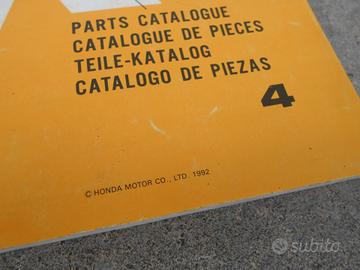 PARTS CATALOGUE
CATALOGUE DE PIECES
TEILE-KATALOG
CATALOGO DE PIEZAS
4
© HONDA MOTOR CO., LTD. 1992
subito